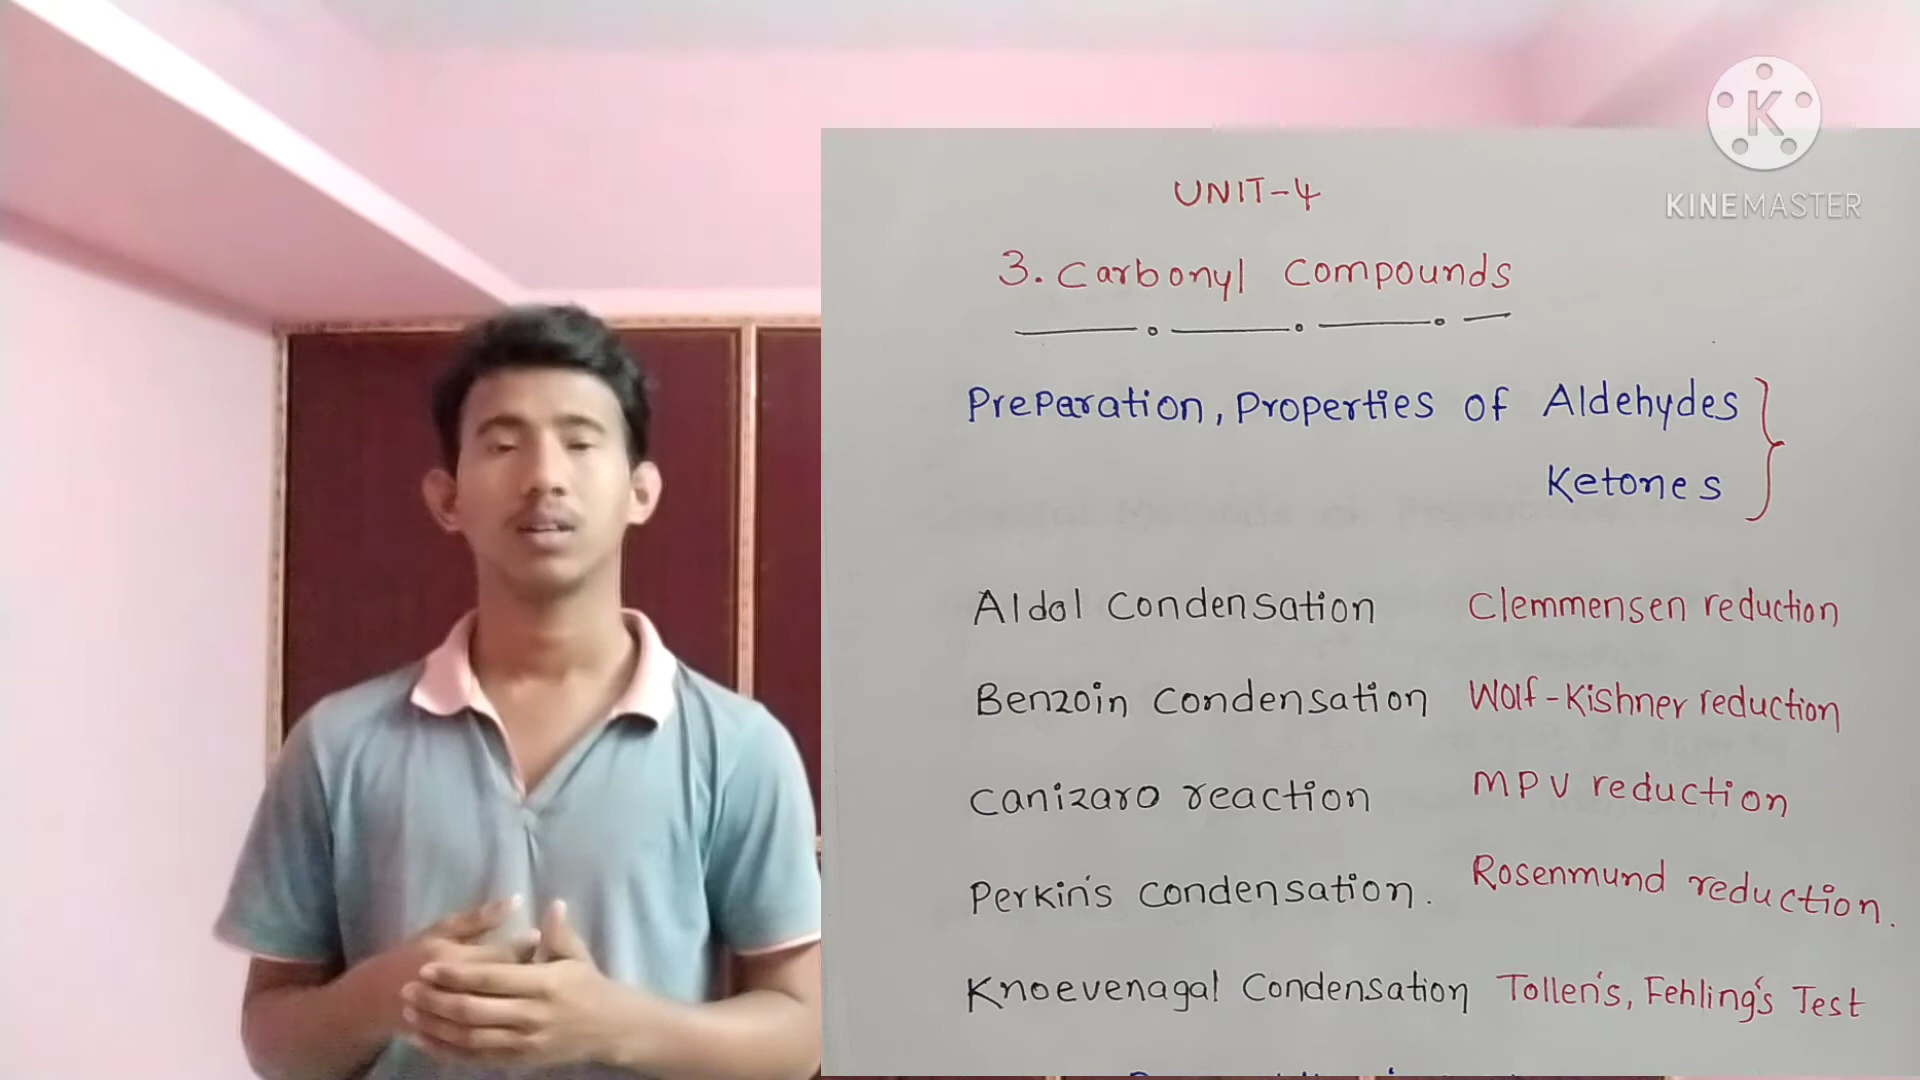 K
KINEMASTER
UNIT-4
3. Carbonyl Compounds
Preparation, Properties of Aldehydes
Ketones
Aldol Condensation Clemmensen reduction
Benzoin Condensation Wolf-Kishner reduction
Canizaro reaction MPV reduction
Perkin's Condensation. Rosenmund reduction.
Knoevenagal Condensation Tollen's, Fehling's Test